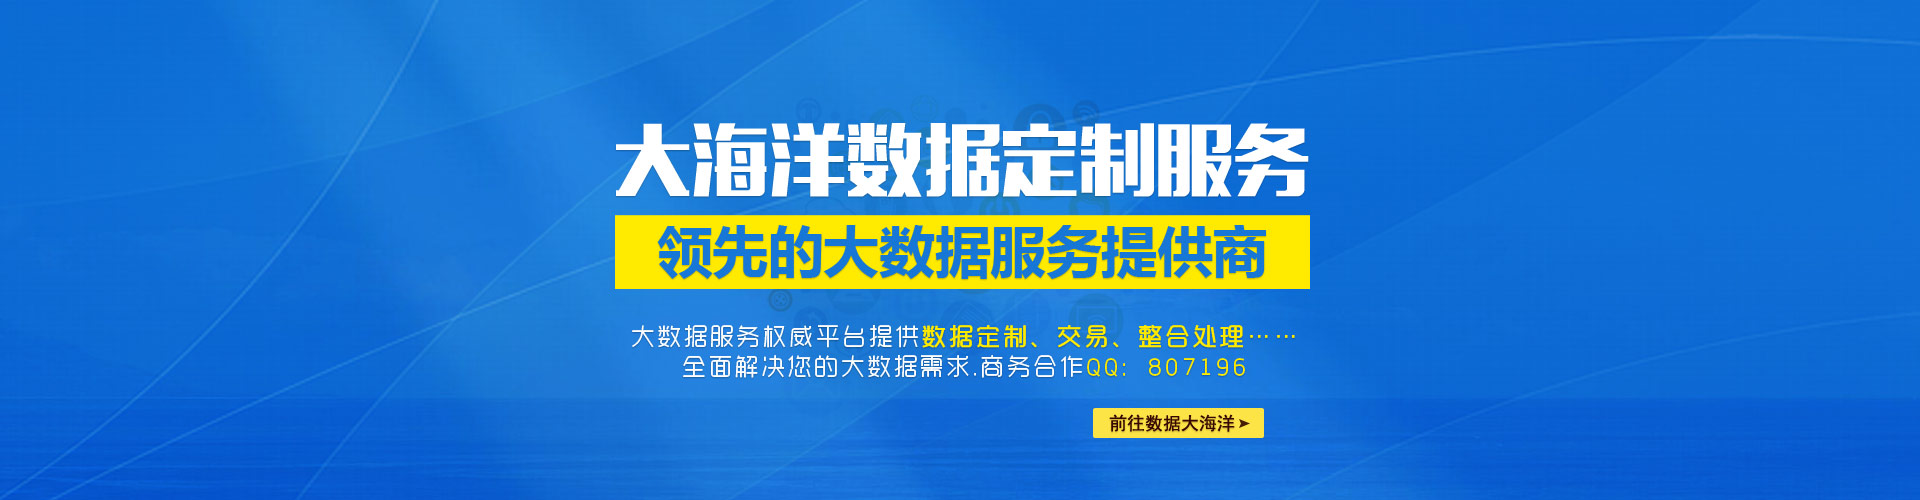 大海洋数据定制服务
领先的大数据服务提供商
大数据服务权威平台提供数据定制、交易、整合处理……
全面解决您的大数据需求.商务合作QQ: 807196
前往数据大海洋➤